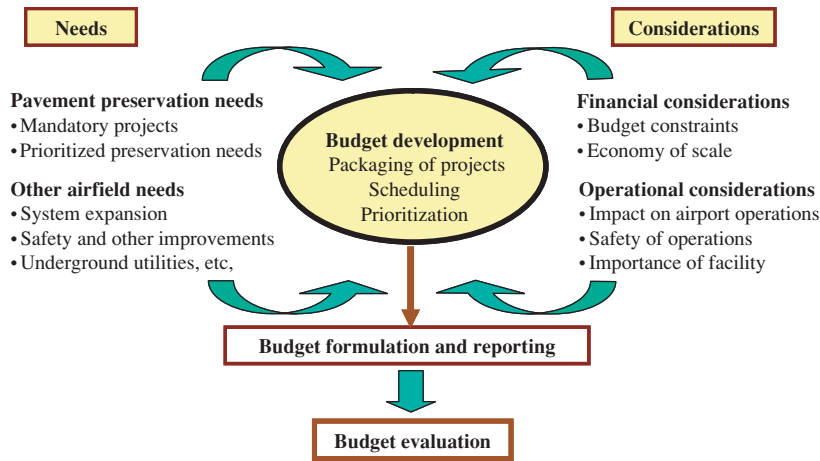 Needs
Considerations
Pavement preservation needs
• Mandatory projects
• Prioritized preservation needs
Other airfield needs
• System expansion
• Safety and other improvements
• Underground utilities, etc,
Budget development
Packaging of projects
Scheduling
Prioritization
Financial considerations
• Budget constraints
• Economy of scale
Operational considerations
• Impact on airport operations
• Safety of operations
• Importance of facility
Budget formulation and reporting
Budget evaluation